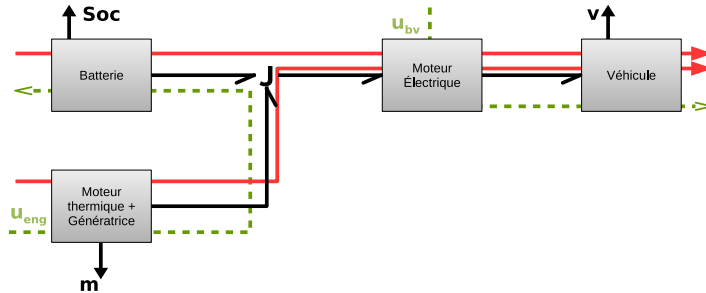 Soc
u_bv
v
Batterie
J
Moteur
Électrique
Véhicule
Moteur
thermique +
Génératrice
u_eng
m